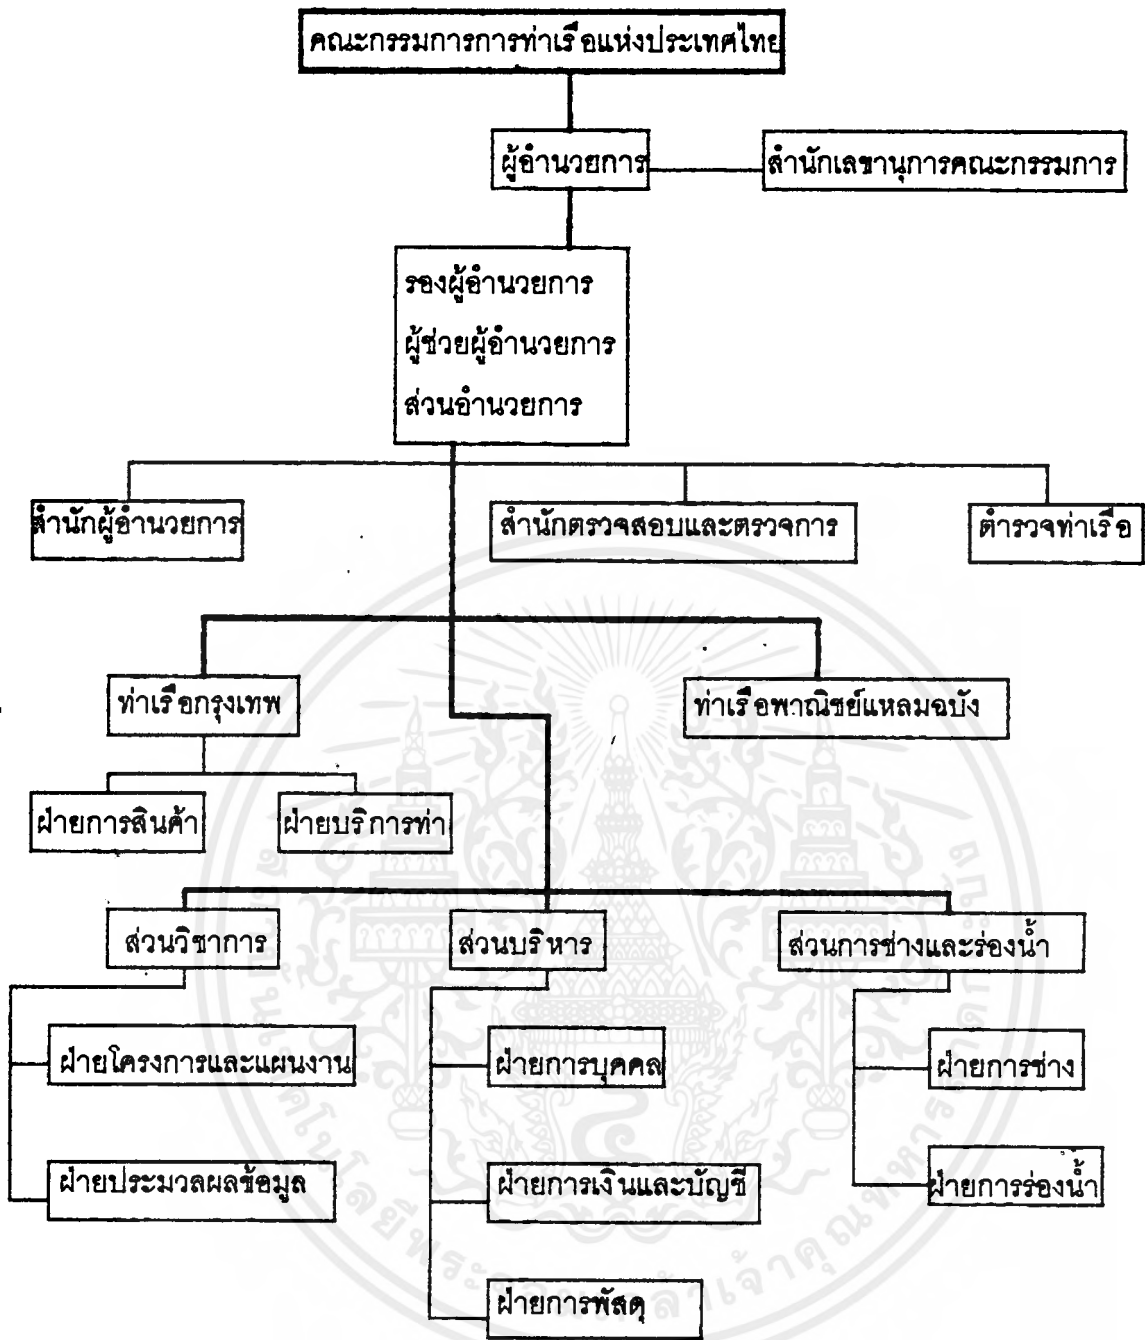 คณะกรรมการการท่าเรือแห่งประเทศไทย
ผู้อำนวยการ
สำนักเลขานุการคณะกรรมการ
รองผู้อำนวยการ
ผู้ช่วยผู้อำนวยการ
ส่วนอำนวยการ
สำนักผู้อำนวยการ
สำนักตรวจสอบและตรวจการ
ตำรวจท่าเรือ
ท่าเรือกรุงเทพ
ท่าเรือพาณิชย์แหลมฉบัง
ฝ่ายการสินค้า
ฝ่ายบริการท่า
ส่วนวิชาการ
ส่วนบริหาร
ส่วนการช่างและร่องน้ำ
ฝ่ายโครงการและแผนงาน
ฝ่ายการบุคคล
ฝ่ายการช่าง
ฝ่ายประมวลผลข้อมูล
ฝ่ายการเงินและบัญชี
ฝ่ายการร่องน้ำ
ฝ่ายการพัสดุ